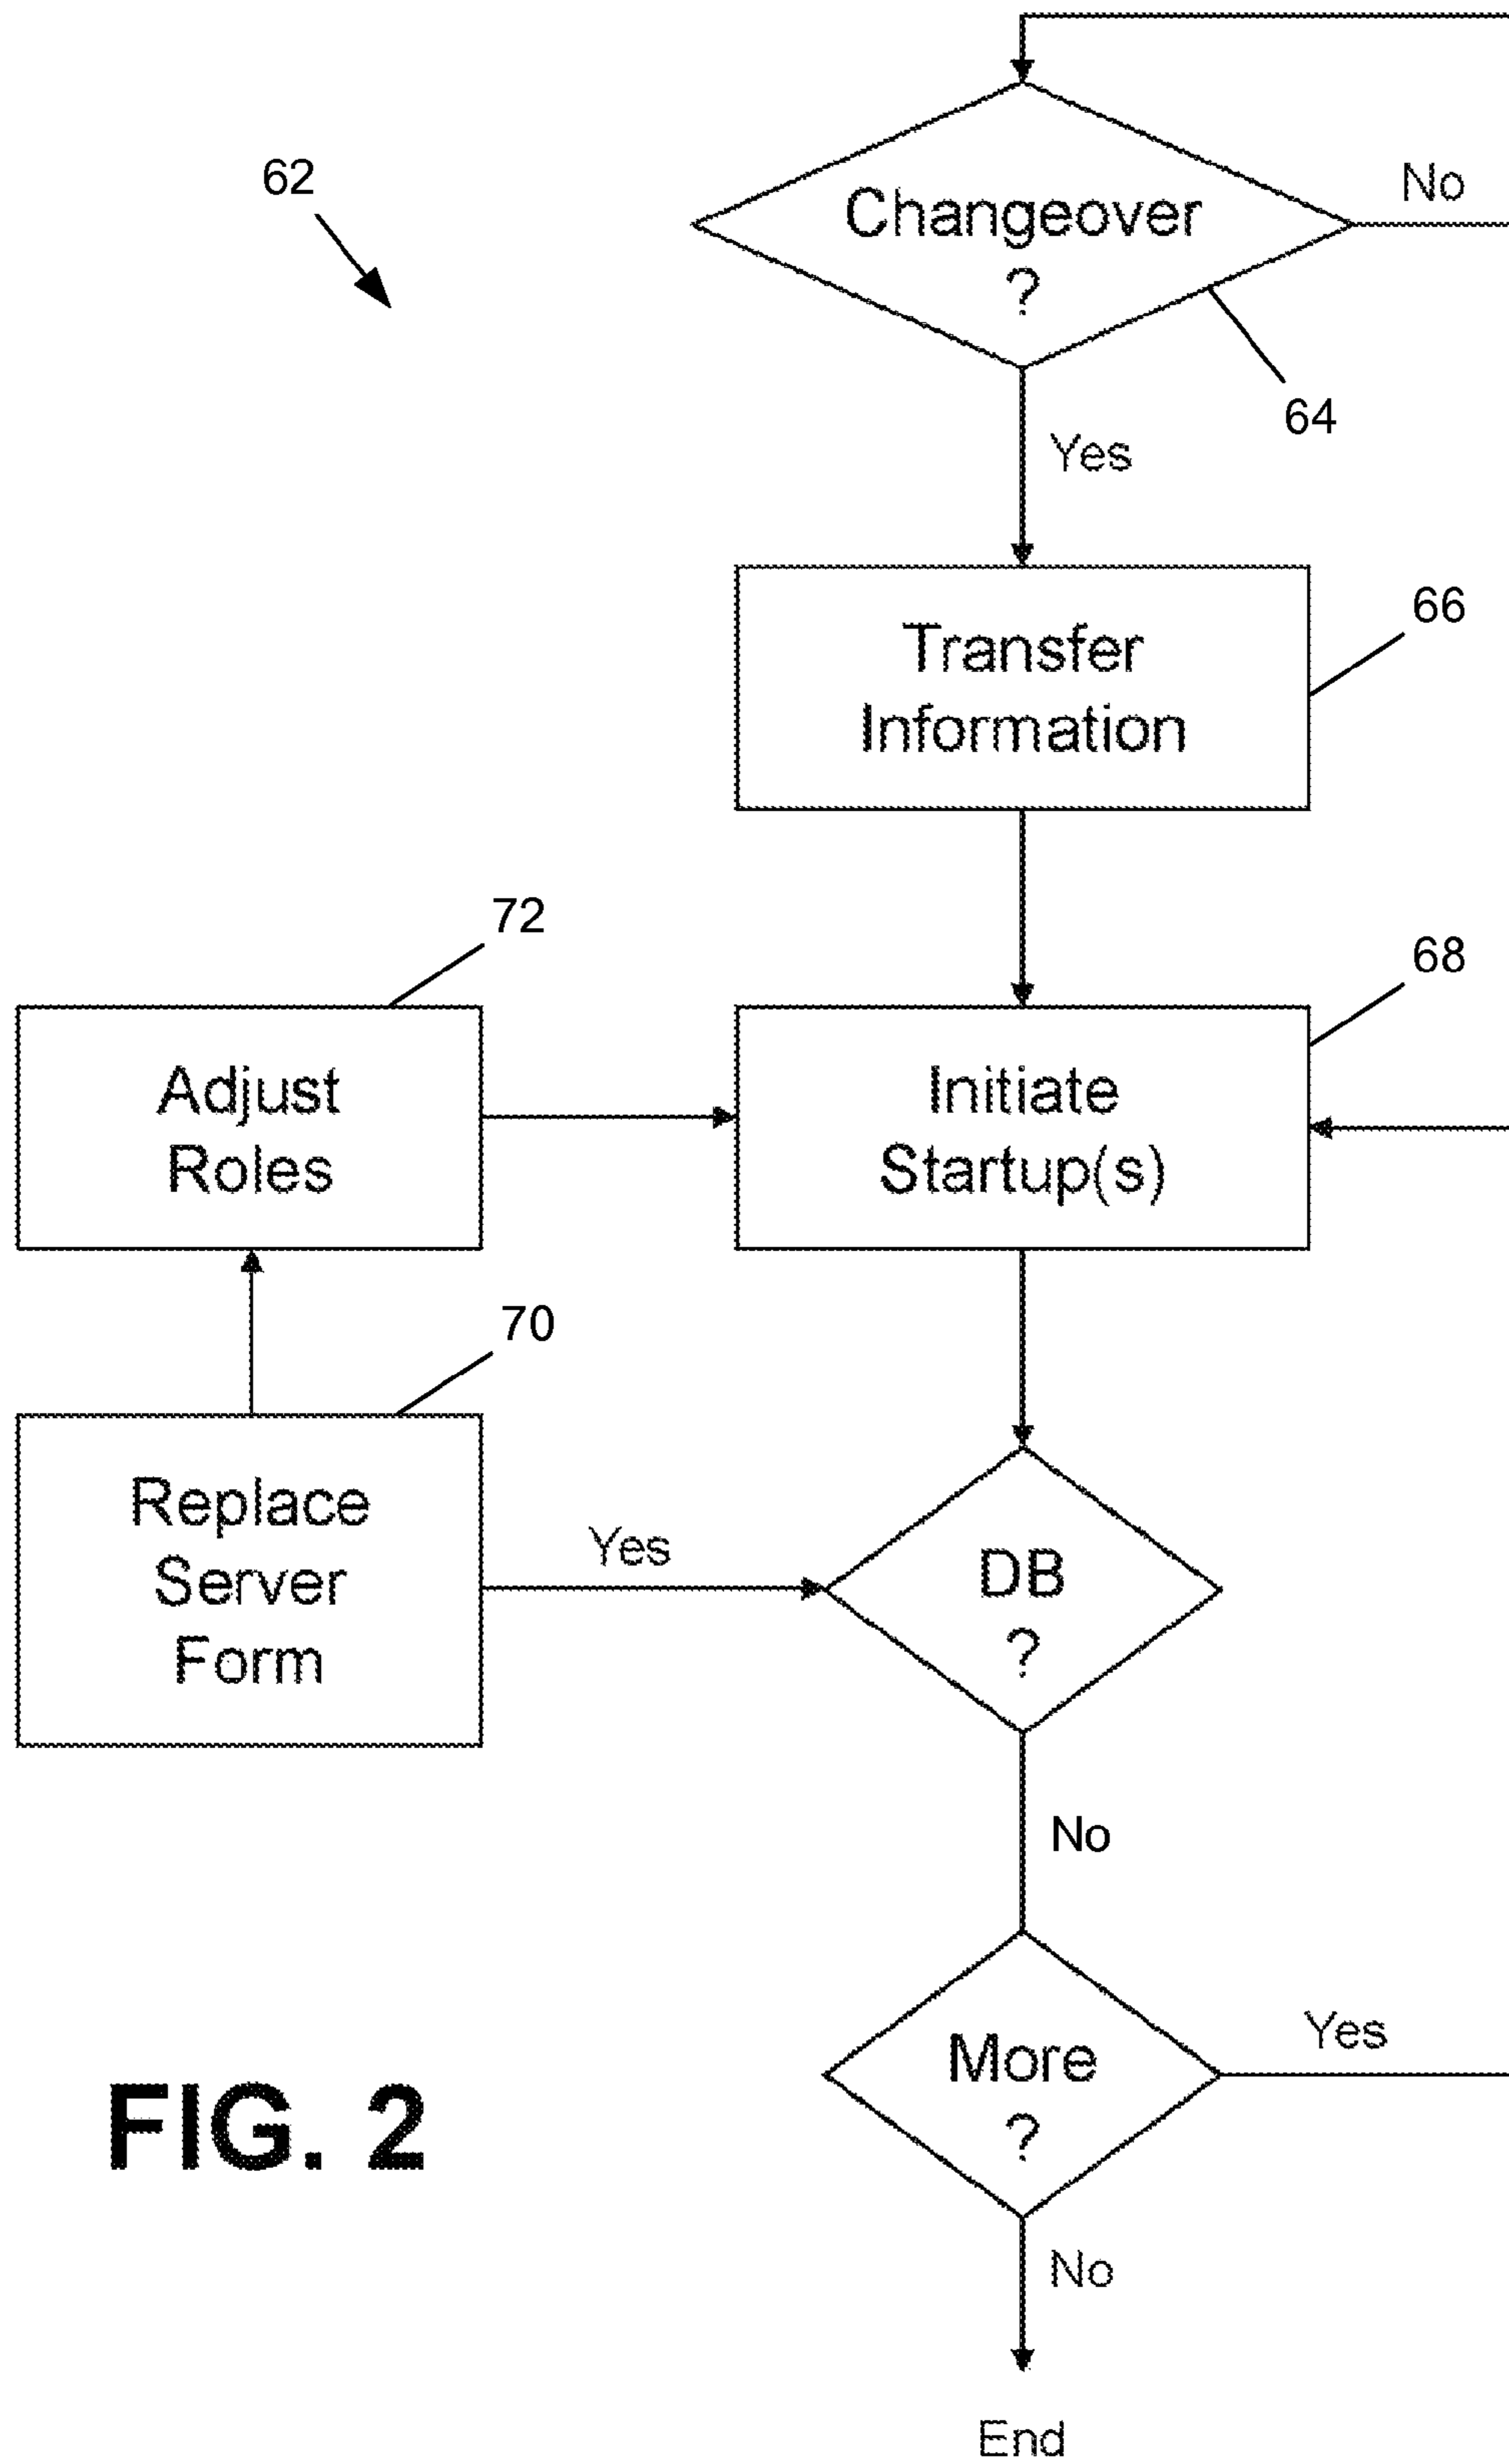 62
Changeover
?
No
64
Yes
Transfer
Information
66
72
68
Adjust
Roles
Initiate
Startup(s)
70
Replace
Server
Form
Yes
DB
?
No
More
?
Yes
FIG. 2
No
End